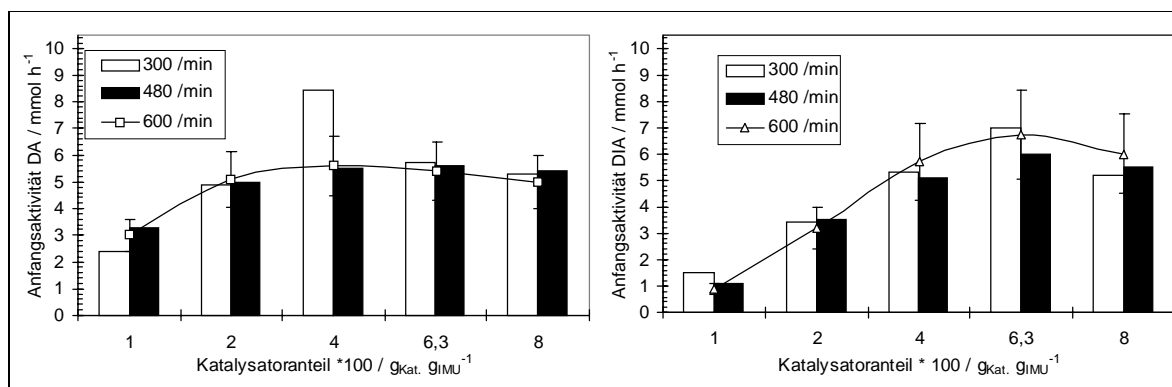 Anfangsaktivität DA / mmol h⁻¹
10
9
8
7
6
5
4
3
2
1
0
300 /min
480 /min
600 /min
1 2 4 6,3 8
Katalysatoranteil *100 / gKat. gIMU⁻¹
Anfangsaktivität DIA / mmol h⁻¹
10
9
8
7
6
5
4
3
2
1
0
300 /min
480 /min
600 /min
1 2 4 6,3 8
Katalysatoranteil * 100 / gKat. gIMU⁻¹